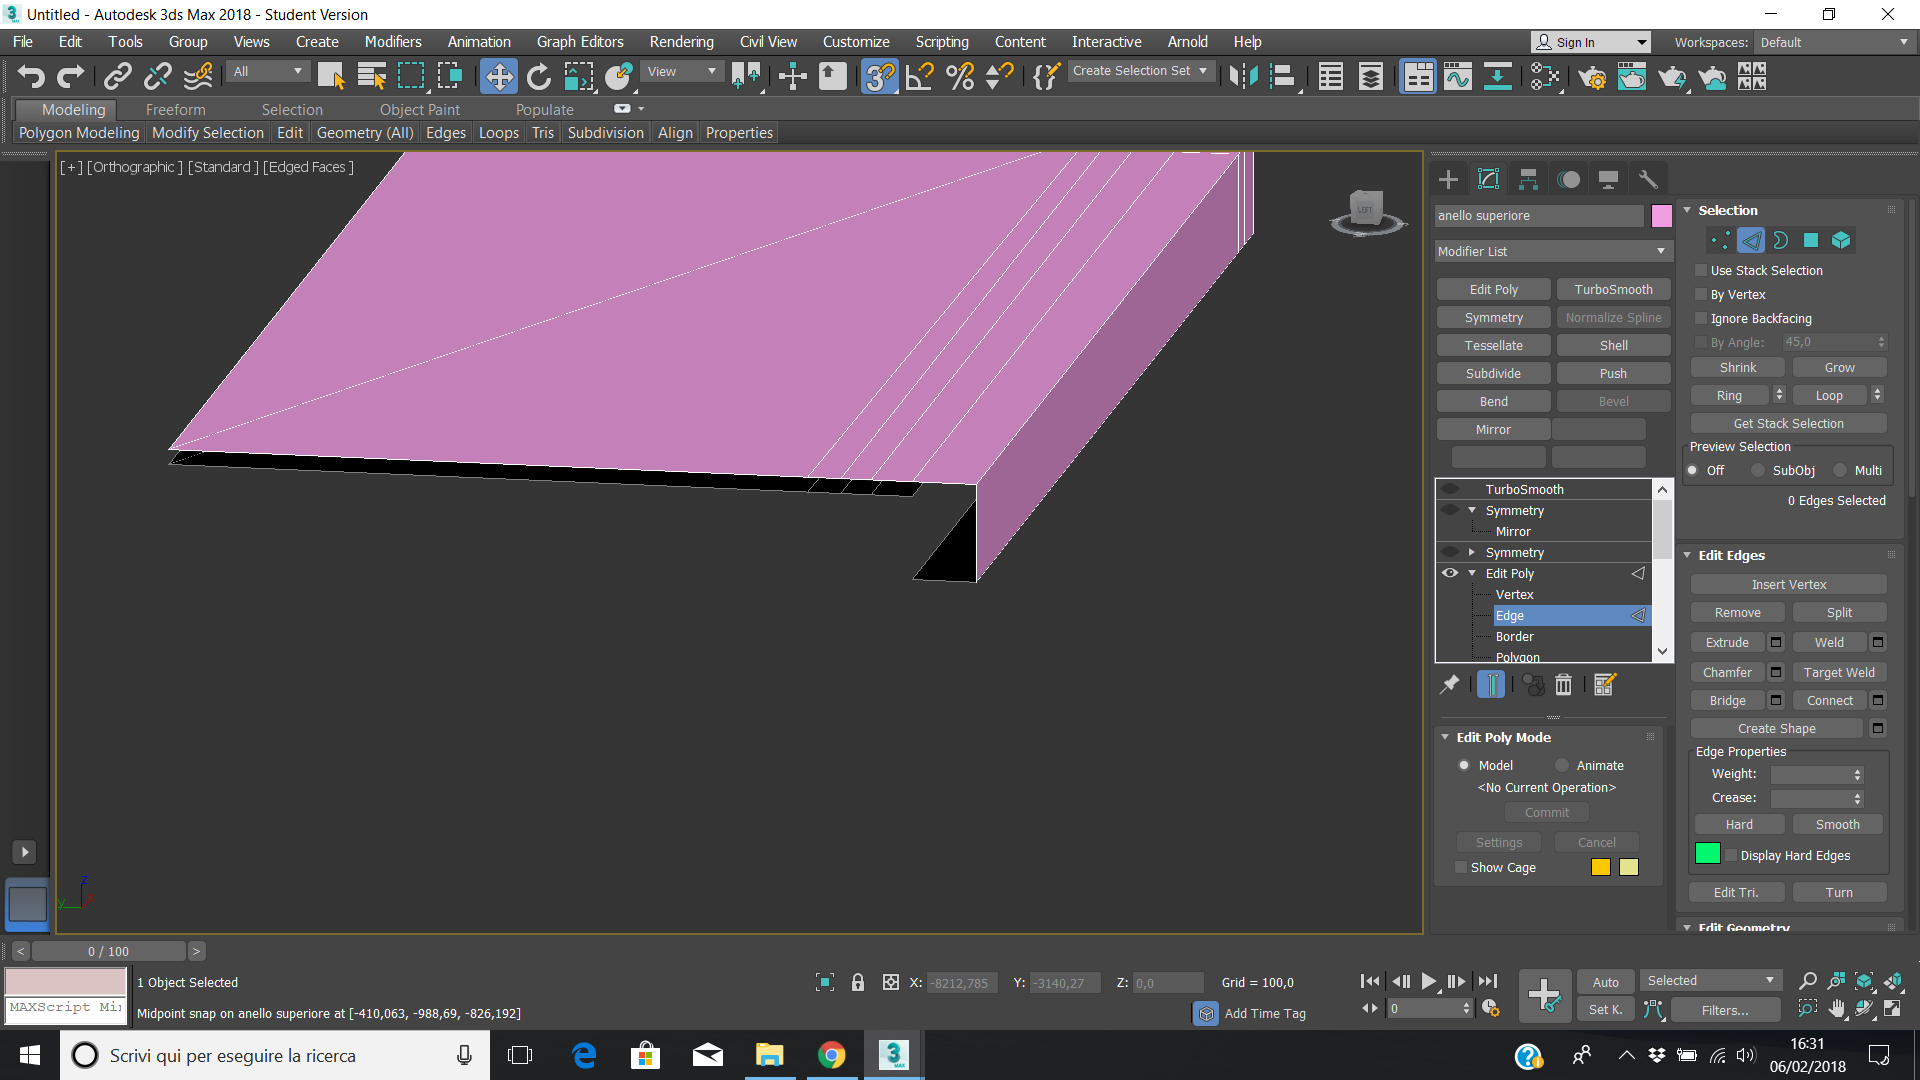 Untitled - Autodesk 3ds Max 2018 - Student Version
File Edit Tools Group Views Create Modifiers Animation Graph Editors Rendering Civil View Customize Scripting Content Interactive Arnold Help Sign In Workspaces: Default
All View Create Selection Set
Modeling Freeform Selection Object Paint Populate
Polygon Modeling Modify Selection Edit Geometry (All) Edges Loops Tris Subdivision Align Properties
[+] [Orthographic ] [Standard ] [Edged Faces ]
LEFT
z
y
x
anello superiore
Modifier List
Edit Poly TurboSmooth
Symmetry Normalize Spline
Tessellate Shell
Subdivide Push
Bend Bevel
Mirror
TurboSmooth
Symmetry
Mirror
Symmetry
Edit Poly
Vertex
Edge
Border
Polygon
Edit Poly Mode
Model Animate
<No Current Operation>
Commit
Settings Cancel
Show Cage
Selection
Use Stack Selection
By Vertex
Ignore Backfacing
By Angle: 45,0
Shrink Grow
Ring Loop
Get Stack Selection
Preview Selection
Off SubObj Multi
0 Edges Selected
Edit Edges
Insert Vertex
Remove Split
Extrude Weld
Chamfer Target Weld
Bridge Connect
Create Shape
Edge Properties
Weight:
Crease:
Hard Smooth
Display Hard Edges
Edit Tri. Turn
Edit Geometry
< 0 / 100 >
MAXScript Mi
1 Object Selected
Midpoint snap on anello superiore at [-410,063, -988,69, -826,192]
X: -8212,785 Y: -3140,27 Z: 0,0 Grid = 100,0
Add Time Tag
0
Auto Selected
Set K. Filters...
Scrivi qui per eseguire la ricerca
3
MAX
16:31
06/02/2018